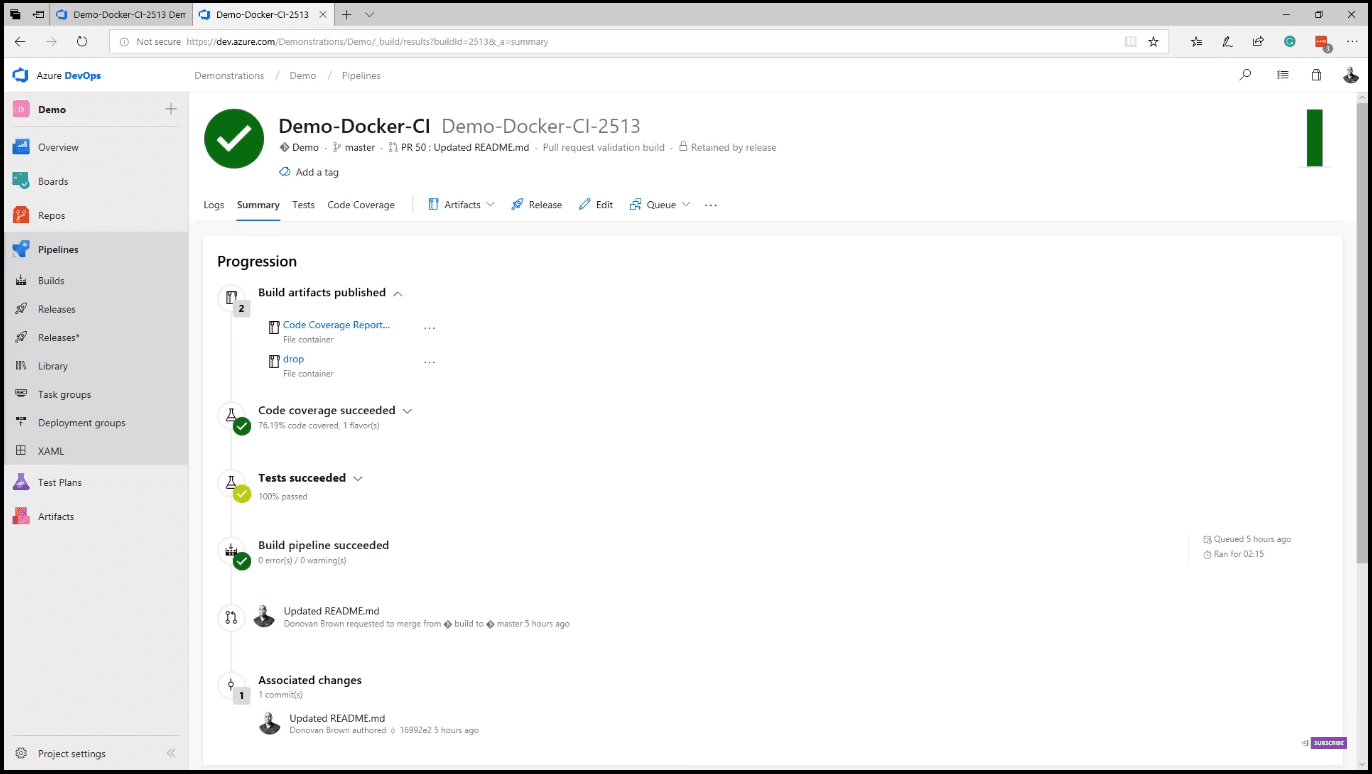 Demo-Docker-CI-2513 Dem
Demo-Docker-CI-2513
Not secure https://dev.azure.com/Demonstrations/Demo/_build/results?buildId=2513&_a=summary
3
Azure DevOps
Demonstrations / Demo / Pipelines
D Demo
Overview
Boards
Repos
Pipelines
Builds
Releases
Releases*
Library
Task groups
Deployment groups
XAML
Test Plans
Artifacts
Project settings
Demo-Docker-CI Demo-Docker-CI-2513
Demo · master · PR 50 : Updated README.md · Pull request validation build · Retained by release
Add a tag
Logs Summary Tests Code Coverage Artifacts Release Edit Queue ...
Progression
Build artifacts published
2
Code Coverage Report... ...
File container
drop ...
File container
Code coverage succeeded
76.19% code covered, 1 flavor(s)
Tests succeeded
100% passed
Build pipeline succeeded
0 error(s) / 0 warning(s)
Queued 5 hours ago
Ran for 02:15
Updated README.md
Donovan Brown requested to merge from build to master 5 hours ago
Associated changes
1
1 commit(s)
Updated README.md
Donovan Brown authored 16992e2 5 hours ago
SUBSCRIBE